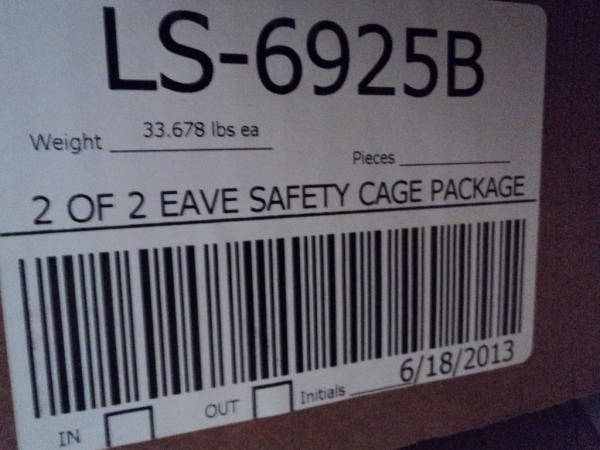 LS-6925B
Weight 33.678 lbs ea
Pieces
2 OF 2 EAVE SAFETY CAGE PACKAGE
IN OUT Initials 6/18/2013